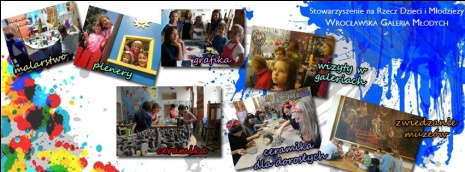 Stowarzyszenie na Rzecz Dzieci i Młodzieży
Wrocławska Galeria Młodych
malarstwo
plenery
grafika
wizyty w
galeriach
ceramika
ceramika
dla dorosłych
zwiedzanie
muzeów